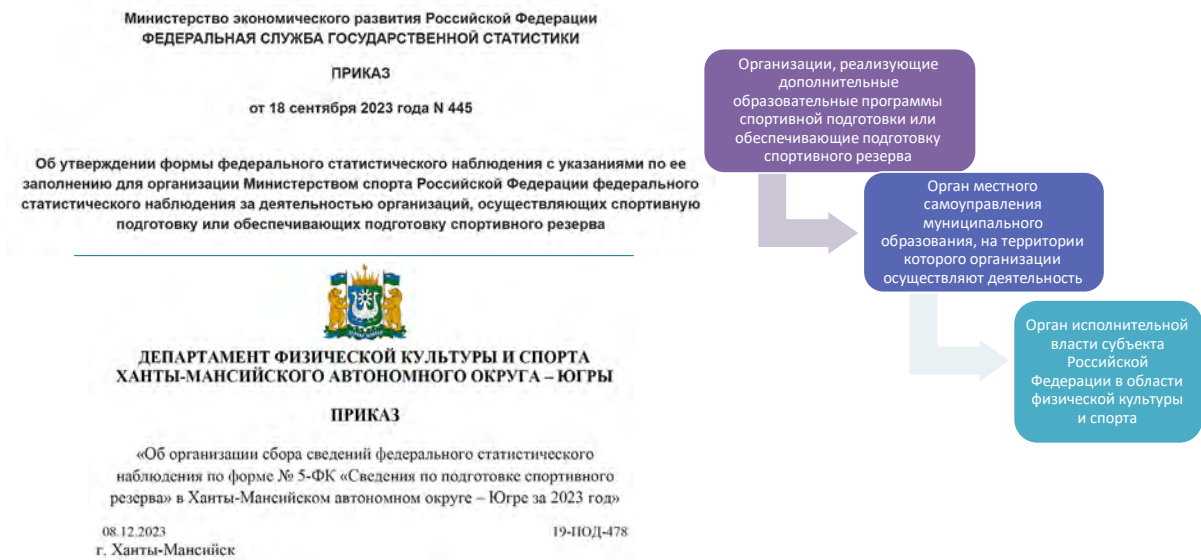 Министерство экономического развития Российской Федерации
ФЕДЕРАЛЬНАЯ СЛУЖБА ГОСУДАРСТВЕННОЙ СТАТИСТИКИ
ПРИКАЗ
от 18 сентября 2023 года N 445
Об утверждении формы федерального статистического наблюдения с указаниями по ее
заполнению для организации Министерством спорта Российской Федерации федерального
статистического наблюдения за деятельностью организаций, осуществляющих спортивную
подготовку или обеспечивающих подготовку спортивного резерва
ДЕПАРТАМЕНТ ФИЗИЧЕСКОЙ КУЛЬТУРЫ И СПОРТА
ХАНТЫ-МАНСИЙСКОГО АВТОНОМНОГО ОКРУГА – ЮГРЫ
ПРИКАЗ
«Об организации сбора сведений федерального статистического
наблюдения по форме № 5-ФК «Сведения по подготовке спортивного
резерва» в Ханты-Мансийском автономном округе – Югре за 2023 год»
08.12.2023 19-ПОД-478
г. Ханты-Мансийск
Организации, реализующие
дополнительные
образовательные программы
спортивной подготовки или
обеспечивающие подготовку
спортивного резерва
Орган местного
самоуправления
муниципального
образования, на территории
которого организации
осуществляют деятельность
Орган исполнительной
власти субъекта
Российской
Федерации в области
физической культуры
и спорта